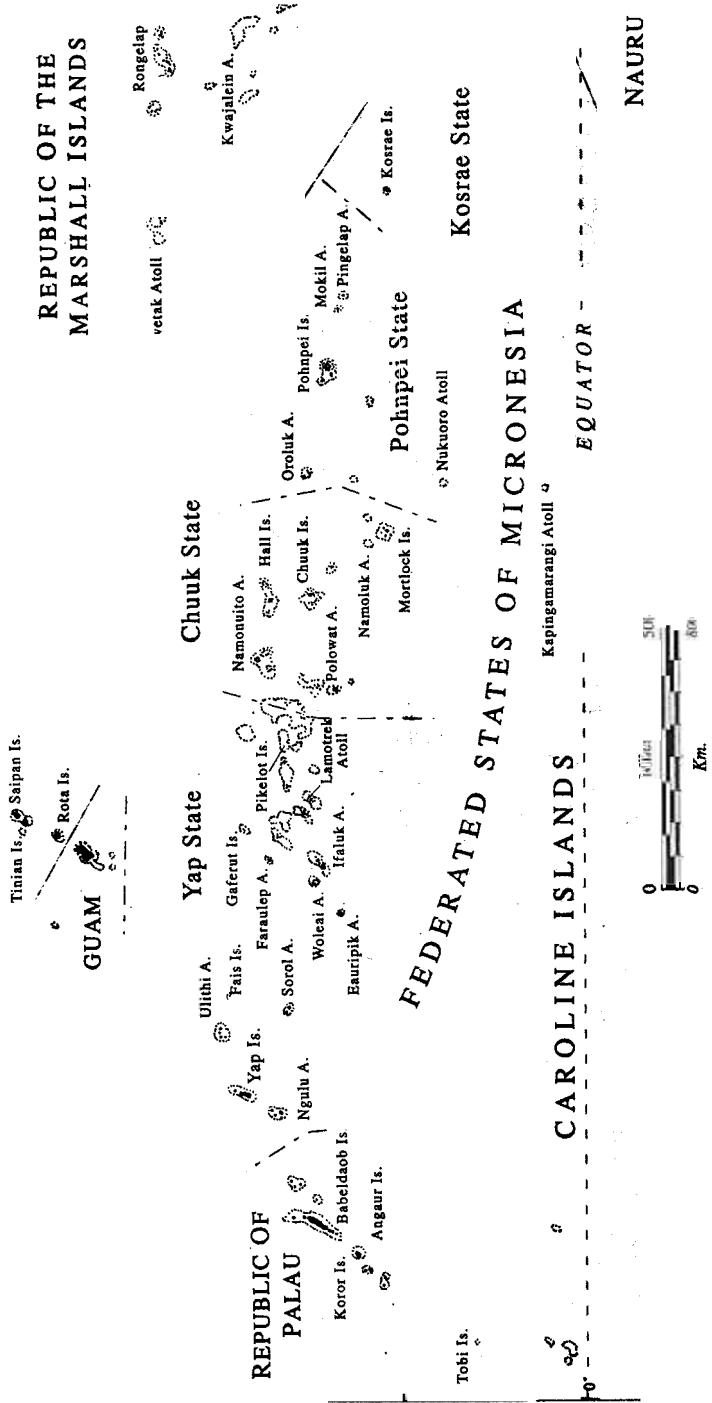 REPUBLIC OF THE
MARSHALL ISLANDS
Rongelap
Kwajalein A.
vetak Atoll
Tinian Is.
Saipan Is.
Rota Is.
GUAM
Yap State
Chuuk State
Pohnpei State
Kosrae State
Kosrae Is.
Mokil A.
Pingelap A.
Pohnpei Is.
Oroluk A.
Nukuoro Atoll
Hall Is.
Chuuk Is.
Namonuito A.
Polowat A.
Namoluk A.
Mortlock Is.
Pikelot Is.
Lamotrek
Atoll
Gaferut Is.
Faraulep A.
Ifaluk A.
Woleai A.
Eauripik A.
Sorol A.
Fais Is.
Ulithi A.
Yap Is.
Ngulu A.
REPUBLIC OF
PALAU
Babeldaob Is.
Koror Is.
Angaur Is.
Tobi Is.
FEDERATED STATES OF MICRONESIA
Kapingamarangi Atoll
CAROLINE ISLANDS
EQUATOR
NAURU
0°
0
0
Km.